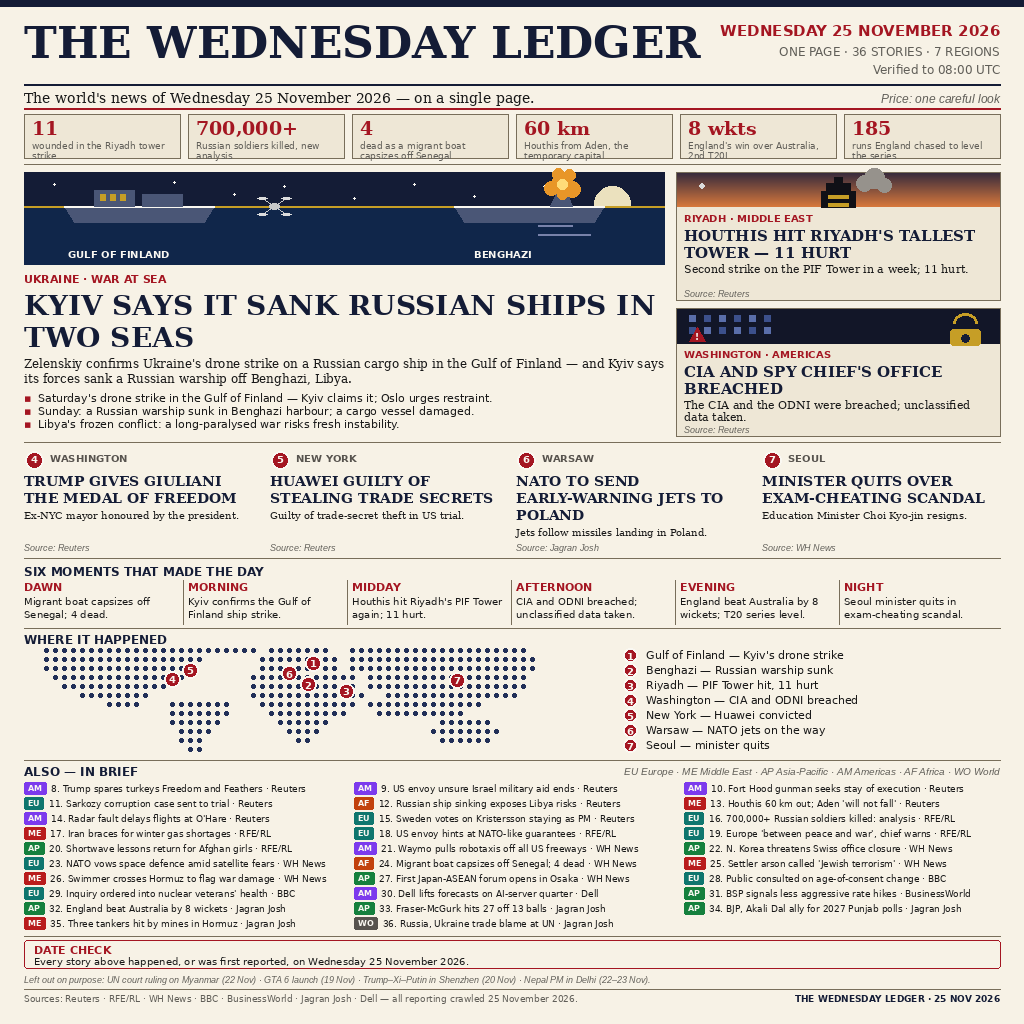 THE WEDNESDAY LEDGER
WEDNESDAY 25 NOVEMBER 2026
ONE PAGE · 36 STORIES · 7 REGIONS
Verified to 08:00 UTC
The world's news of Wednesday 25 November 2026 — on a single page.
Price: one careful look
11
wounded in the Riyadh tower
strike
700,000+
Russian soldiers killed, new
analysis
4
dead as a migrant boat
capsizes off Senegal
60 km
Houthis from Aden, the
temporary capital
8 wkts
England's win over Australia,
2nd T20I
185
runs England chased to level
the series
GULF OF FINLAND
BENGHAZI
UKRAINE · WAR AT SEA
KYIV SAYS IT SANK RUSSIAN SHIPS IN
TWO SEAS
Zelenskiy confirms Ukraine's drone strike on a Russian cargo ship in the Gulf of Finland — and Kyiv says
its forces sank a Russian warship off Benghazi, Libya.
Saturday's drone strike in the Gulf of Finland — Kyiv claims it; Oslo urges restraint.
Sunday: a Russian warship sunk in Benghazi harbour; a cargo vessel damaged.
Libya's frozen conflict: a long-paralysed war risks fresh instability.
RIYADH · MIDDLE EAST
HOUTHIS HIT RIYADH'S TALLEST
TOWER — 11 HURT
Second strike on the PIF Tower in a week; 11 hurt.
Source: Reuters
!
WASHINGTON · AMERICAS
CIA AND SPY CHIEF'S OFFICE
BREACHED
The CIA and the ODNI were breached; unclassified
data taken.
Source: Reuters
4 WASHINGTON
TRUMP GIVES GIULIANI
THE MEDAL OF FREEDOM
Ex-NYC mayor honoured by the president.
Source: Reuters
5 NEW YORK
HUAWEI GUILTY OF
STEALING TRADE SECRETS
Guilty of trade-secret theft in US trial.
Source: Reuters
6 WARSAW
NATO TO SEND
EARLY-WARNING JETS TO
POLAND
Jets follow missiles landing in Poland.
Source: Jagran Josh
7 SEOUL
MINISTER QUITS OVER
EXAM-CHEATING SCANDAL
Education Minister Choi Kyo-jin resigns.
Source: WH News
SIX MOMENTS THAT MADE THE DAY
DAWN
Migrant boat capsizes off
Senegal; 4 dead.
MORNING
Kyiv confirms the Gulf of
Finland ship strike.
MIDDAY
Houthis hit Riyadh's PIF Tower
again; 11 hurt.
AFTERNOON
CIA and ODNI breached;
unclassified data taken.
EVENING
England beat Australia by 8
wickets; T20 series level.
NIGHT
Seoul minister quits in
exam-cheating scandal.
WHERE IT HAPPENED
1
5
6
4
2
7
3
1 Gulf of Finland — Kyiv's drone strike
2 Benghazi — Russian warship sunk
3 Riyadh — PIF Tower hit, 11 hurt
4 Washington — CIA and ODNI breached
5 New York — Huawei convicted
6 Warsaw — NATO jets on the way
7 Seoul — minister quits
ALSO — IN BRIEF
EU Europe · ME Middle East · AP Asia-Pacific · AM Americas · AF Africa · WO World
AM 8. Trump spares turkeys Freedom and Feathers · Reuters
AM 9. US envoy unsure Israel military aid ends · Reuters
AM 10. Fort Hood gunman seeks stay of execution · Reuters
EU 11. Sarkozy corruption case sent to trial · Reuters
AF 12. Russian ship sinking exposes Libya risks · Reuters
ME 13. Houthis 60 km out; Aden 'will not fall' · Reuters
AM 14. Radar fault delays flights at O'Hare · Reuters
EU 15. Sweden votes on Kristersson staying as PM · Reuters
EU 16. 700,000+ Russian soldiers killed: analysis · RFE/RL
ME 17. Iran braces for winter gas shortages · RFE/RL
EU 18. US envoy hints at NATO-like guarantees · RFE/RL
EU 19. Europe 'between peace and war', chief warns · RFE/RL
AP 20. Shortwave lessons return for Afghan girls · RFE/RL
AM 21. Waymo pulls robotaxis off all US freeways · WH News
AP 22. N. Korea threatens Swiss office closure · WH News
EU 23. NATO vows space defence amid satellite fears · WH News
AF 24. Migrant boat capsizes off Senegal; 4 dead · WH News
ME 25. Settler arson called 'Jewish terrorism' · WH News
ME 26. Swimmer crosses Hormuz to flag war damage · WH News
AP 27. First Japan-ASEAN forum opens in Osaka · WH News
EU 28. Public consulted on age-of-consent change · BBC
EU 29. Inquiry ordered into nuclear veterans' health · BBC
AM 30. Dell lifts forecasts on AI-server quarter · Dell
AP 31. BSP signals less aggressive rate hikes · BusinessWorld
AP 32. England beat Australia by 8 wickets · Jagran Josh
AP 33. Fraser-McGurk hits 27 off 13 balls · Jagran Josh
AP 34. BJP, Akali Dal ally for 2027 Punjab polls · Jagran Josh
ME 35. Three tankers hit by mines in Hormuz · Jagran Josh
WO 36. Russia, Ukraine trade blame at UN · Jagran Josh
DATE CHECK
Every story above happened, or was first reported, on Wednesday 25 November 2026.
Left out on purpose: UN court ruling on Myanmar (22 Nov) · GTA 6 launch (19 Nov) · Trump–Xi–Putin in Shenzhen (20 Nov) · Nepal PM in Delhi (22–23 Nov).
Sources: Reuters · RFE/RL · WH News · BBC · BusinessWorld · Jagran Josh · Dell — all reporting crawled 25 November 2026.
THE WEDNESDAY LEDGER · 25 NOV 2026